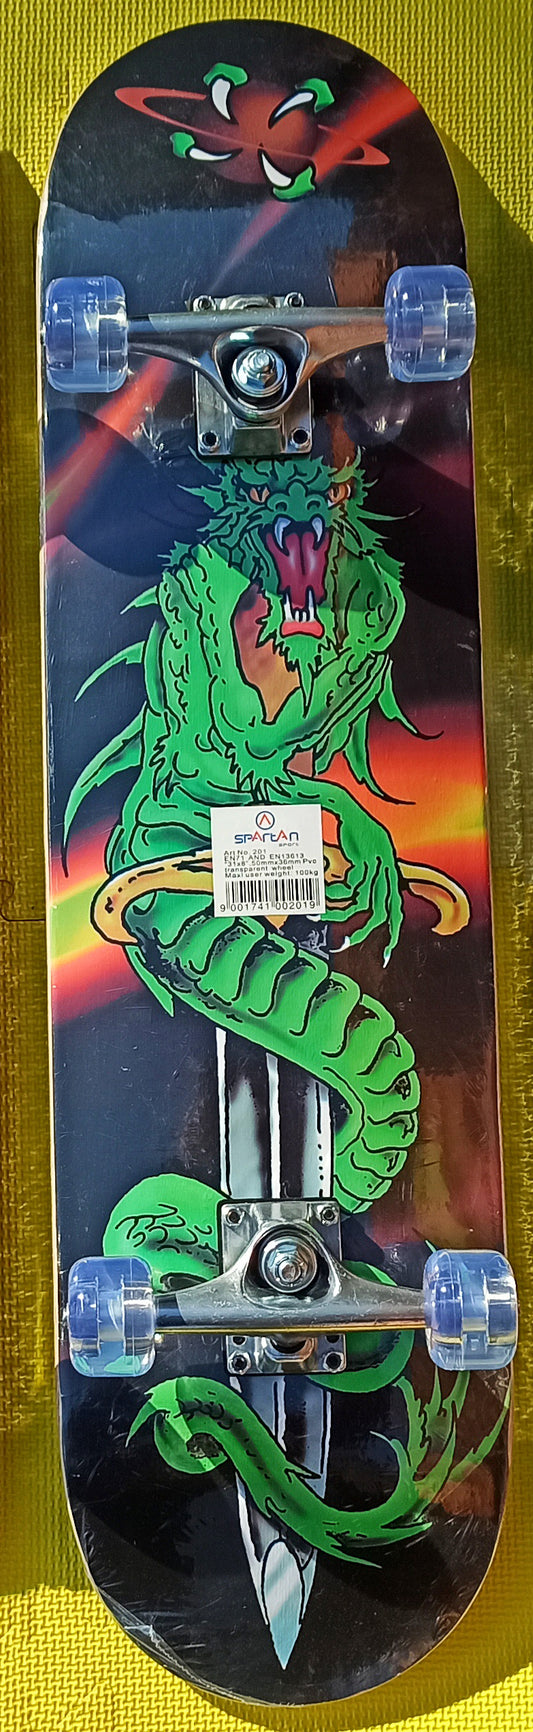 SPARTAN
SPORT
Art No. 201
EN71 AND EN13613
"31x8".50mmx36mm Pvc
transparent wheel
Maxi user weight: 100kg
9 001741 002019